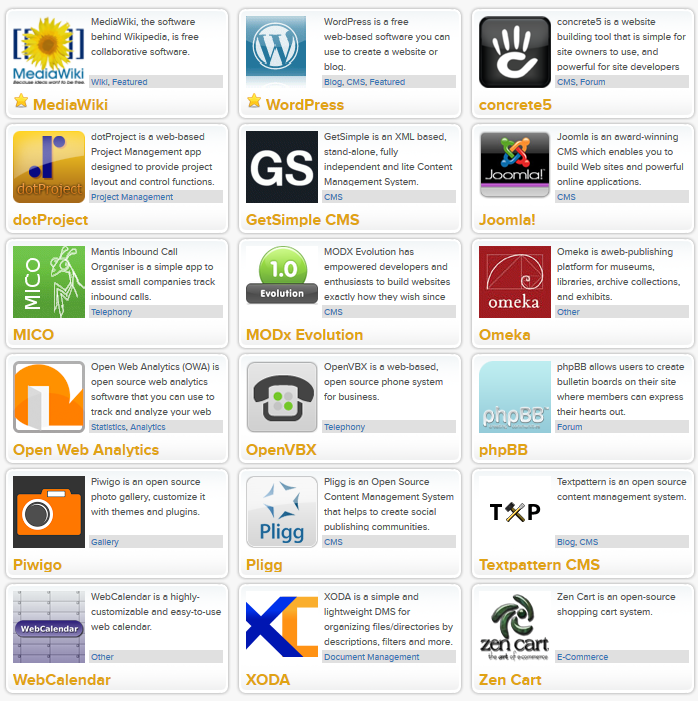 MediaWiki
Because ideas want to be free.
MediaWiki, the software
behind Wikipedia, is free
collaborative software.
Wiki, Featured
MediaWiki
WordPress is a free
web-based software you can
use to create a website or
blog.
Blog, CMS, Featured
WordPress
concrete5 is a website
building tool that is simple for
site owners to use, and
powerful for site developers
CMS, Forum
concrete5
dotProject
dotProject is a web-based
Project Management app
designed to provide project
layout and control functions.
Project Management
dotProject
GS
GetSimple is an XML based,
stand-alone, fully
independent and lite Content
Management System.
CMS
GetSimple CMS
Joomla!
Joomla is an award-winning
CMS which enables you to
build Web sites and powerful
online applications.
CMS
Joomla!
MICO
Mantis Inbound Call
Organiser is a simple app to
assist small companies track
inbound calls.
Telephony
MICO
1.0
Evolution
MODX Evolution has
empowered developers and
enthusiasts to build websites
exactly how they wish since
CMS
MODx Evolution
omeka
Omeka is aweb-publishing
platform for museums,
libraries, archive collections,
and exhibits.
Other
Omeka
Open Web Analytics (OWA) is
open source web analytics
software that you can use to
track and analyze your web
Statistics, Analytics
Open Web Analytics
OpenVBX is a web-based,
open source phone system
for business.
Telephony
OpenVBX
phpBB
phpBB allows users to create
bulletin boards on their site
where members can express
their hearts out.
Forum
phpBB
Piwigo is an open source
photo gallery, customize it
with themes and plugins.
Gallery
Piwigo
Pligg
Pligg is an Open Source
Content Management System
that helps to create social
publishing communities.
CMS
Pligg
TXP
Textpattern is an open source
content management system.
Blog, CMS
Textpattern CMS
WebCalendar
WebCalendar is a highly-
customizable and easy-to-use
web calendar.
Other
WebCalendar
XO
XODA is a simple and
lightweight DMS for
organizing files/directories by
descriptions, filters and more.
Document Management
XODA
zen cart
the art of e-commerce
Zen Cart is an open-source
shopping cart system.
E-Commerce
Zen Cart